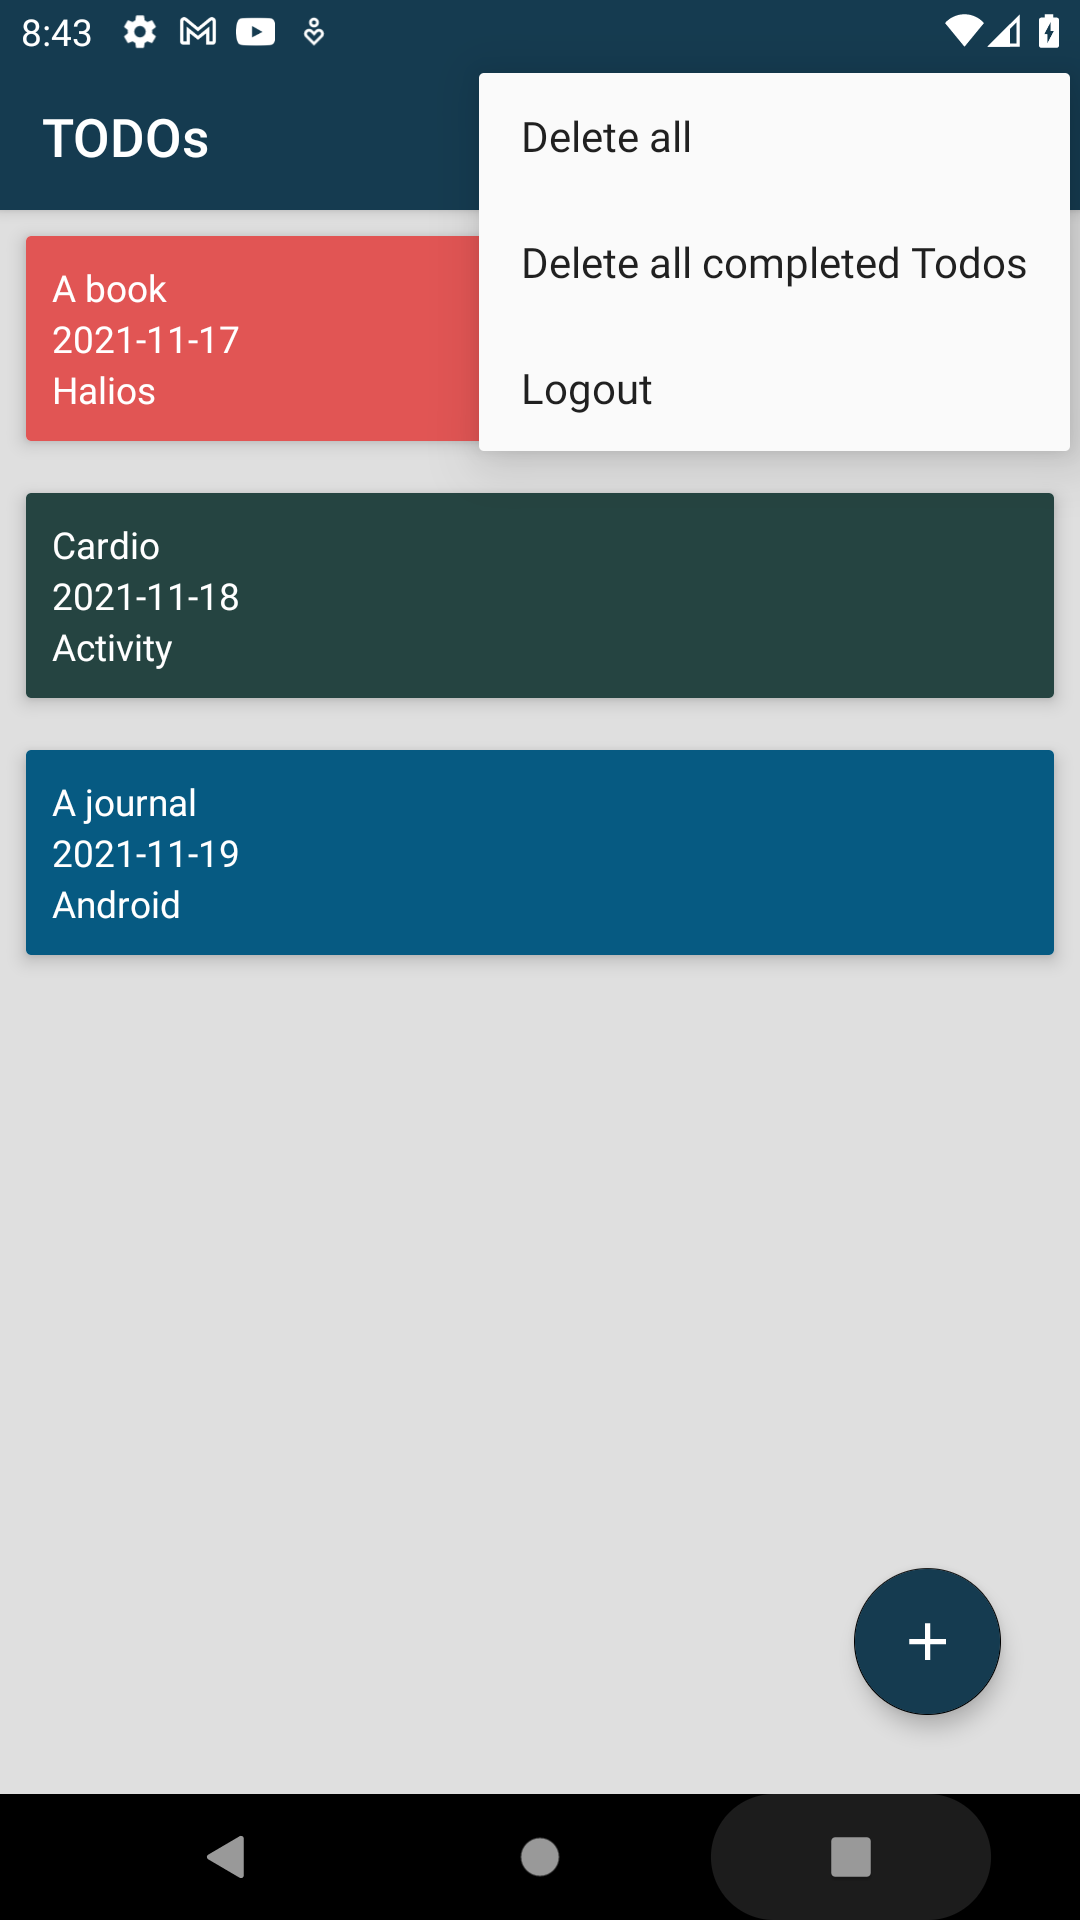 8:43
TODOs
Delete all
Delete all completed Todos
Logout
A book
2021-11-17
Halios
Cardio
2021-11-18
Activity
A journal
2021-11-19
Android